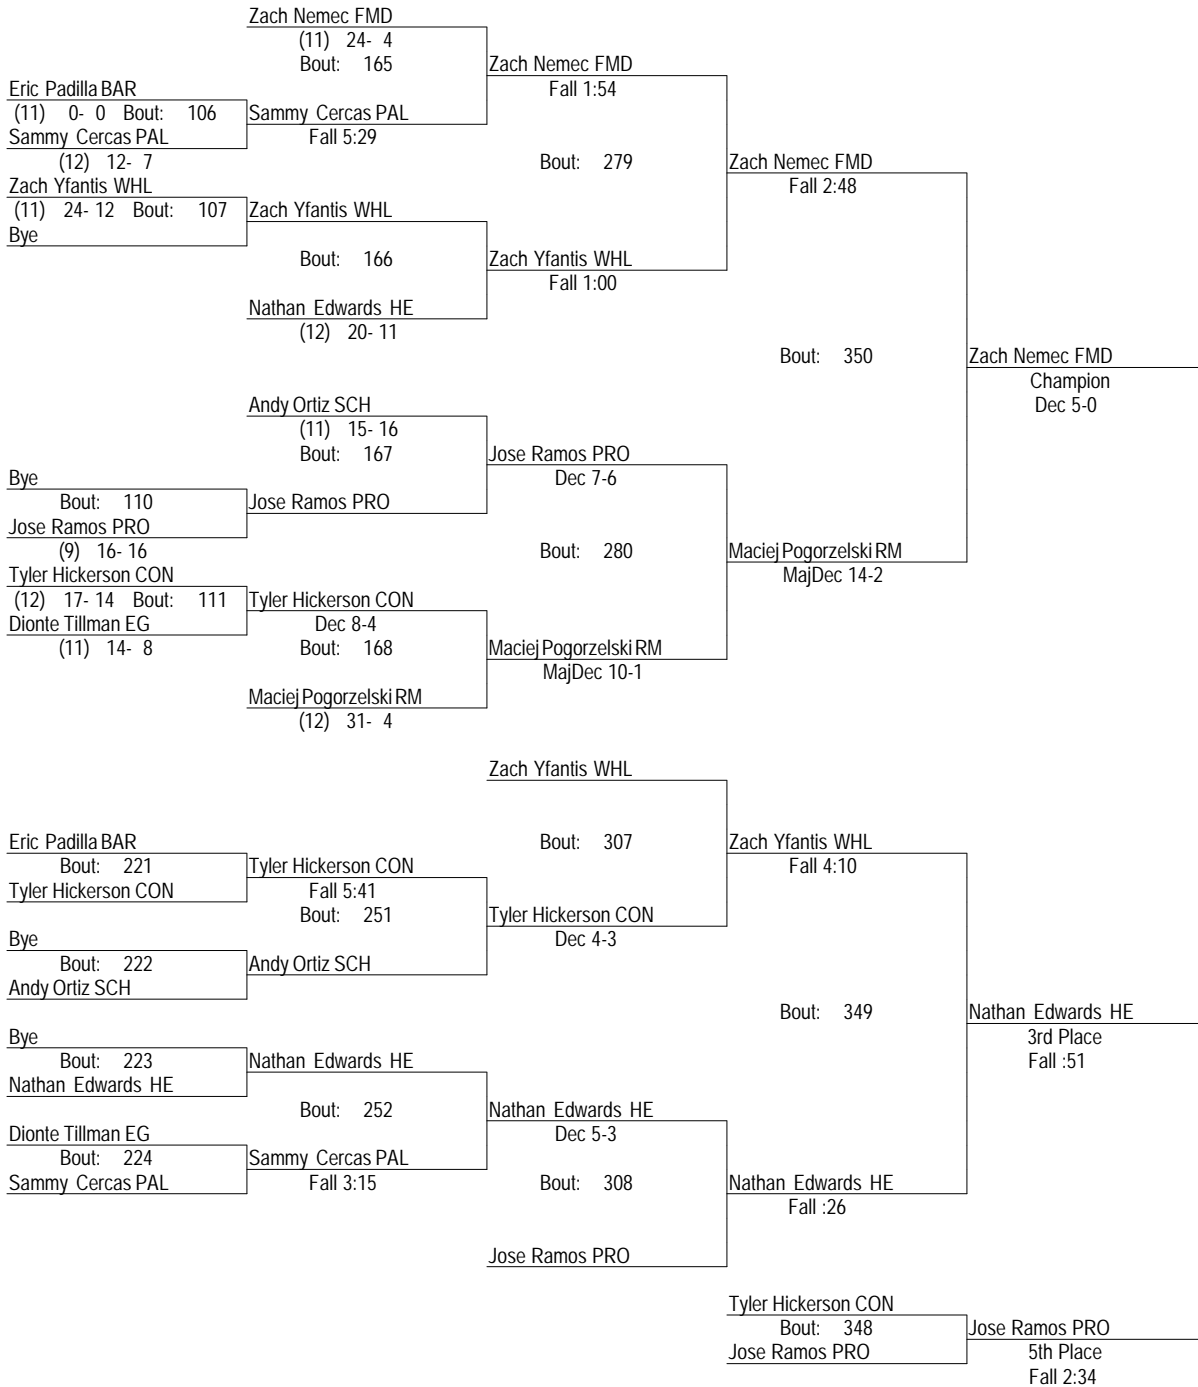 Zach Nemec FMD
(11) 24- 4
Bout: 165
Zach Nemec FMD
Fall 1:54
Eric Padilla BAR
(11) 0- 0 Bout: 106
Sammy Cercas PAL
Sammy Cercas PAL
Fall 5:29
(12) 12- 7
Bout: 279
Zach Nemec FMD
Fall 2:48
Zach Yfantis WHL
(11) 24- 12 Bout: 107
Zach Yfantis WHL
Bye
Bout: 166
Zach Yfantis WHL
Fall 1:00
Nathan Edwards HE
(12) 20- 11
Bout: 350
Zach Nemec FMD
Champion
Dec 5-0
Andy Ortiz SCH
(11) 15- 16
Bout: 167
Jose Ramos PRO
Dec 7-6
Bye
Bout: 110
Jose Ramos PRO
Jose Ramos PRO
(9) 16- 16
Bout: 280
Maciej Pogorzelski RM
MajDec 14-2
Tyler Hickerson CON
(12) 17- 14 Bout: 111
Tyler Hickerson CON
Dionte Tillman EG
Dec 8-4
(11) 14- 8
Bout: 168
Maciej Pogorzelski RM
MajDec 10-1
Maciej Pogorzelski RM
(12) 31- 4
Zach Yfantis WHL
Bout: 307
Zach Yfantis WHL
Fall 4:10
Eric Padilla BAR
Bout: 221
Tyler Hickerson CON
Tyler Hickerson CON
Fall 5:41
Bout: 251
Tyler Hickerson CON
Dec 4-3
Bye
Bout: 222
Andy Ortiz SCH
Andy Ortiz SCH
Bout: 349
Nathan Edwards HE
3rd Place
Fall :51
Bye
Bout: 223
Nathan Edwards HE
Nathan Edwards HE
Bout: 252
Nathan Edwards HE
Dec 5-3
Dionte Tillman EG
Bout: 224
Sammy Cercas PAL
Sammy Cercas PAL
Fall 3:15
Bout: 308
Nathan Edwards HE
Fall :26
Jose Ramos PRO
Tyler Hickerson CON
Bout: 348
Jose Ramos PRO
Jose Ramos PRO
5th Place
Fall 2:34